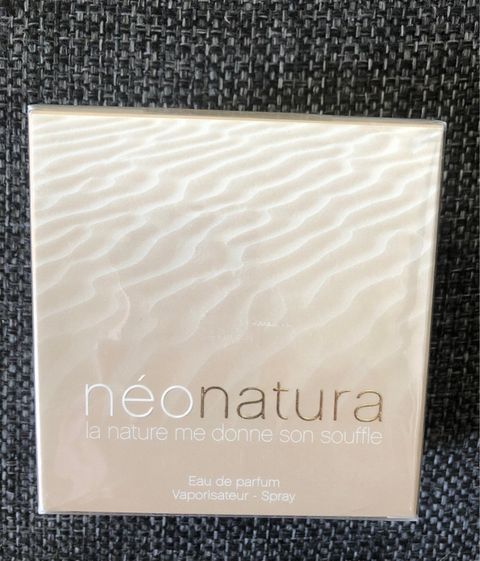 néonatura
la nature me donne son souffle
Eau de parfum
Vaporisateur - Spray